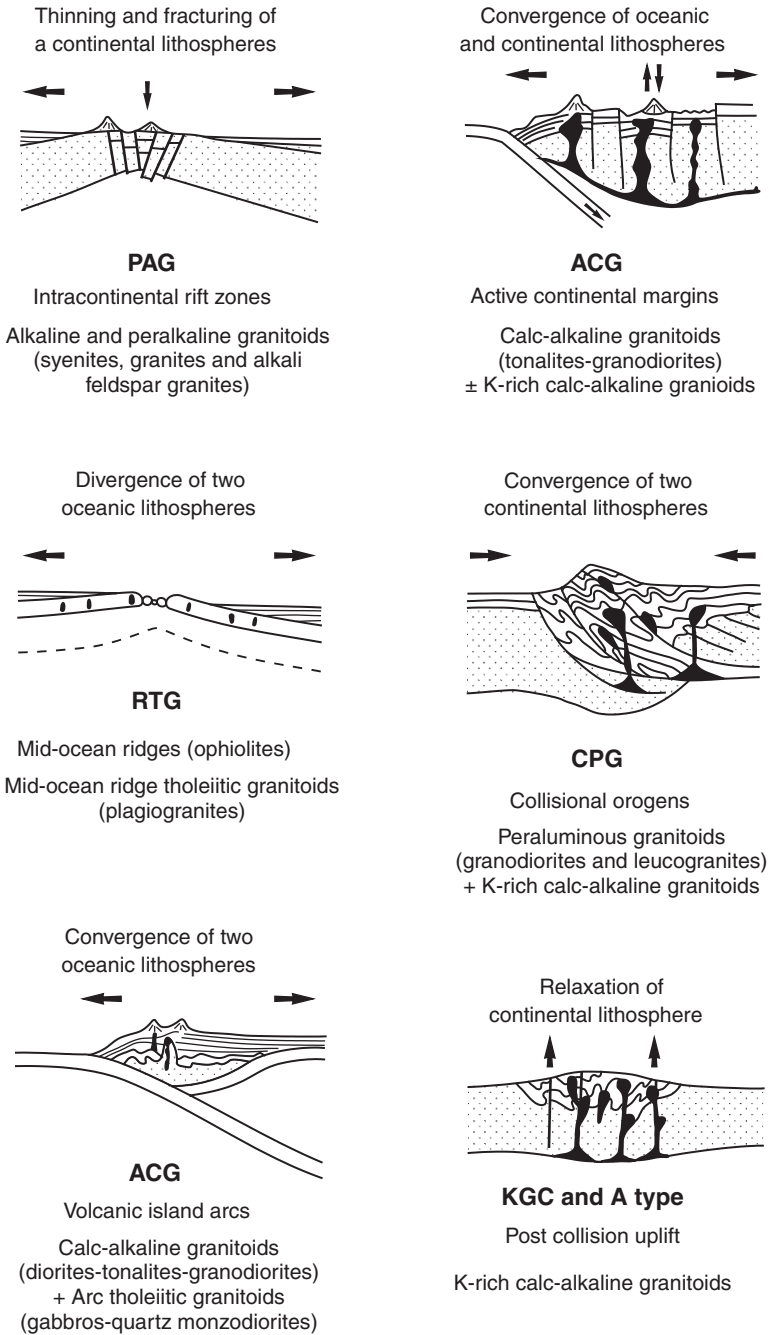 Thinning and fracturing of
a continental lithospheres
PAG
Intracontinental rift zones
Alkaline and peralkaline granitoids
(syenites, granites and alkali
feldspar granites)
Convergence of oceanic
and continental lithospheres
ACG
Active continental margins
Calc-alkaline granitoids
(tonalites-granodiorites)
± K-rich calc-alkaline granioids
Divergence of two
oceanic lithospheres
RTG
Mid-ocean ridges (ophiolites)
Mid-ocean ridge tholeiitic granitoids
(plagiogranites)
Convergence of two
continental lithospheres
CPG
Collisional orogens
Peraluminous granitoids
(granodiorites and leucogranites)
+ K-rich calc-alkaline granitoids
Convergence of two
oceanic lithospheres
ACG
Volcanic island arcs
Calc-alkaline granitoids
(diorites-tonalites-granodiorites)
+ Arc tholeiitic granitoids
(gabbros-quartz monzodiorites)
Relaxation of
continental lithosphere
KGC and A type
Post collision uplift
K-rich calc-alkaline granitoids